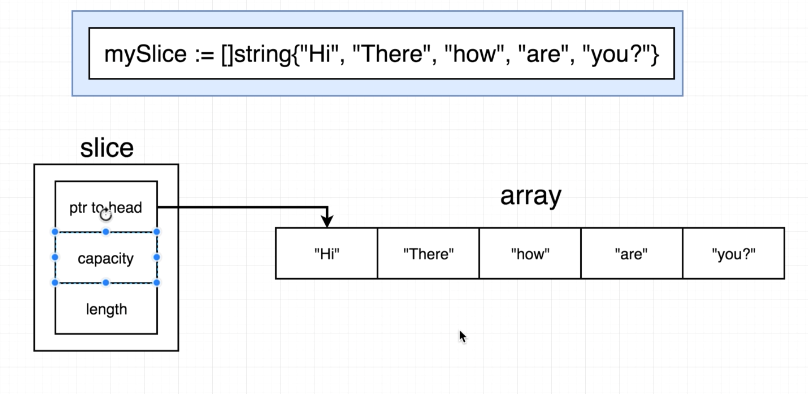 mySlice := []string{"Hi", "There", "how", "are", "you?"}
slice
ptr to head
capacity
length
array
"Hi" "There" "how" "are" "you?"